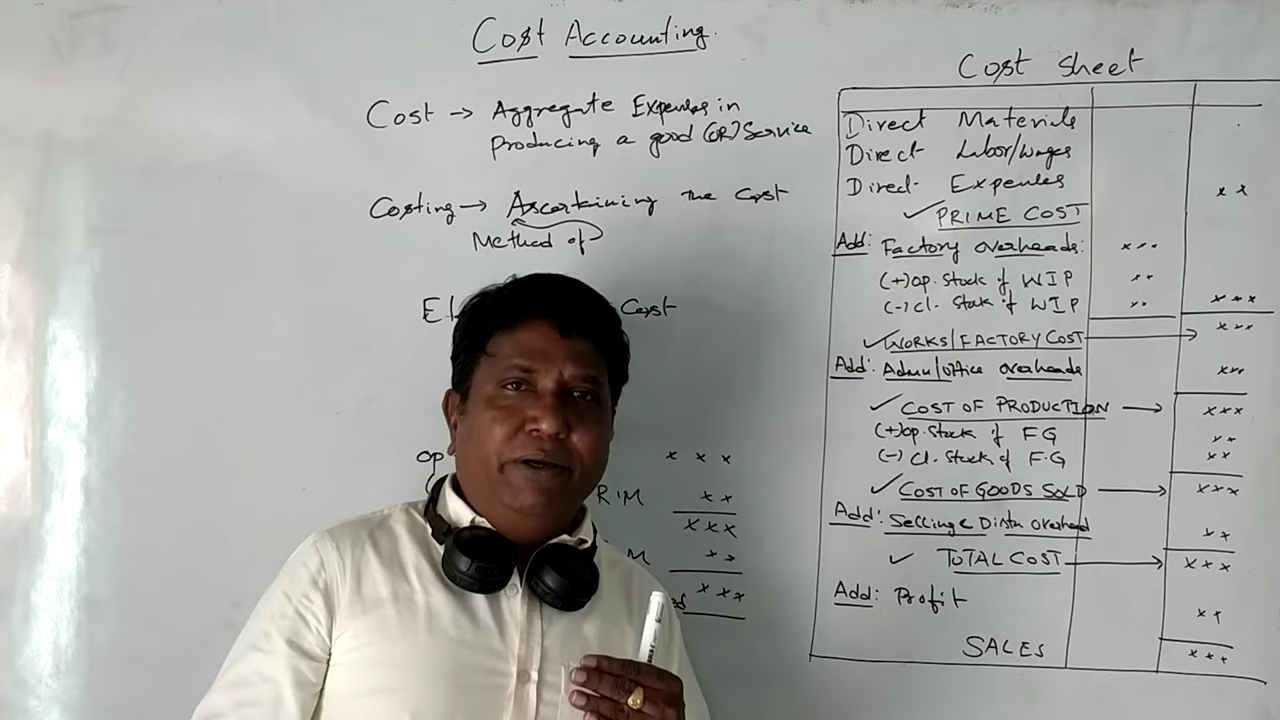 Cost Accounting.
Cost → Aggregate Expenses in
producing a good (OR) Service
Costing → Ascertaining the Cost
Method of
El Cost
op x x x
R M x x
x x x
M x x
x x x
Cost Sheet
Direct Materials
Direct Labor/Wages
Direct Expenses x x
✓ PRIME COST
Add: Factory overheads: x x x
(+) op. Stock of WIP x x
(-) Cl. Stock of WIP x x x x x
✓ WORKS/FACTORY COST → x x x
Add: Admn/office overheads x x x
✓ COST OF PRODUCTION → x x x
(+) op. Stock of FG x x
(-) Cl. Stock of F.G x x
✓ COST OF GOODS SOLD → x x x
Add: Selling & Distn overhead x x
✓ TOTAL COST → x x x
Add: Profit x x
SALES x x x